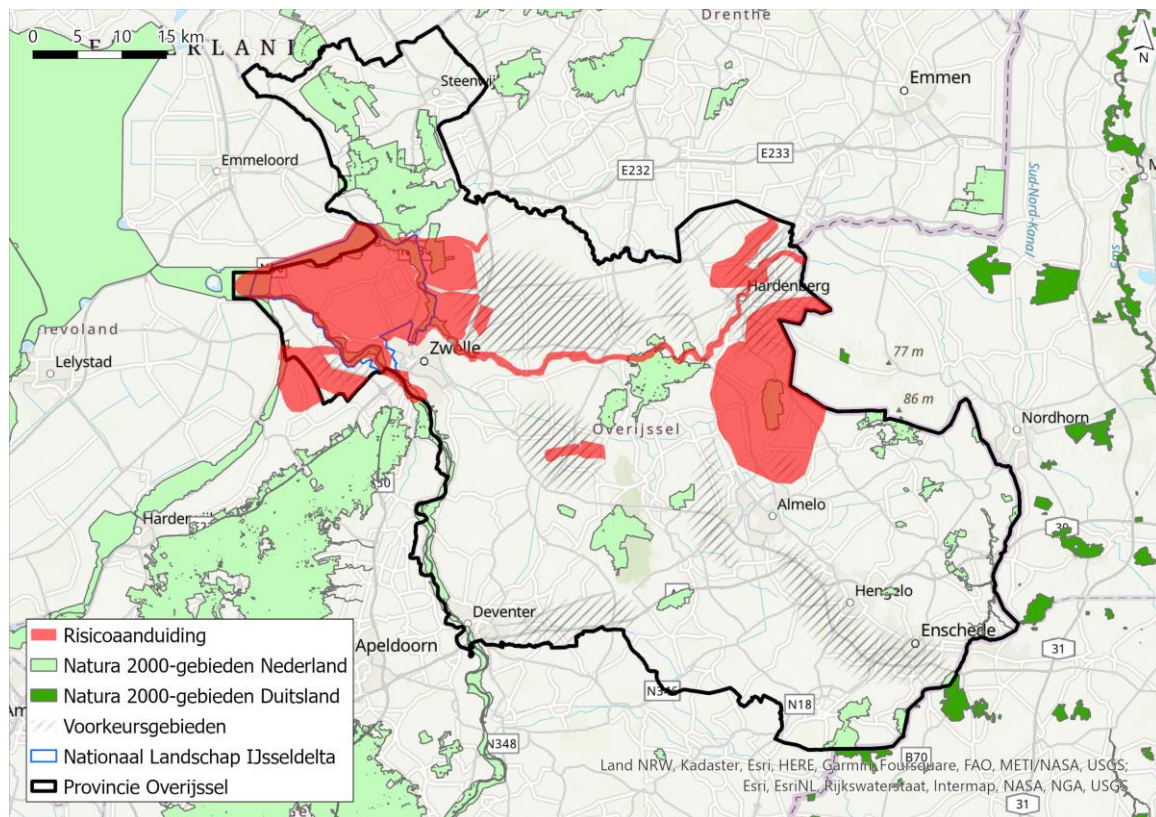 0 5 10 15 km
Drenthe
N
Steenwij
Emmen
Emmeloord
E233
E232
Sud-Nord-Kanal
Ems
Hardenberg
Zwolle
Lelystad
77 m
86 m
Nordhorn
Overijssel
Almelo
Hengelo
Enschede
Deventer
Apeldoorn
31
N18
N348
B70
31
Risicoaanduiding
Natura 2000-gebieden Nederland
Natura 2000-gebieden Duitsland
Voorkeursgebieden
Nationaal Landschap IJsseldelta
Provincie Overijssel
Land NRW, Kadaster, Esri, HERE, Garmin, Foursquare, FAO, METI/NASA, USGS;
Esri, EsriNL, Rijkswaterstaat, Intermap, NASA, NGA, USGS